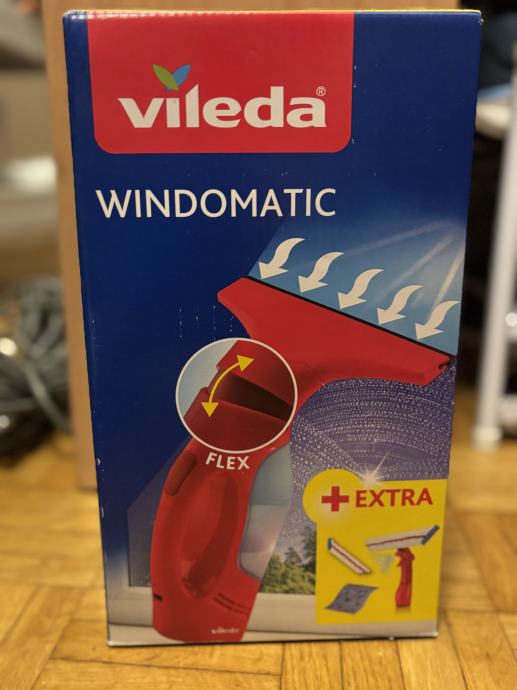 vileda®
WINDOMATIC
FLEX
+ EXTRA
vileda